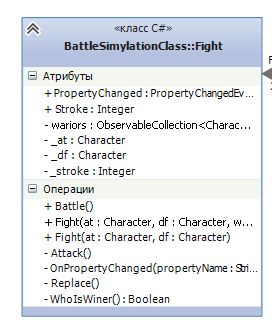 «класс C#»
BattleSimylationClass::Fight
Атрибуты
+ PropertyChanged : PropertyChangedEv...
+ Stroke : Integer
- wariors : ObservableCollection<Charac...
- _at : Character
- _df : Character
- _stroke : Integer
Операции
+ Battle()
+ Fight(at : Character, df : Character, w...
+ Fight(at : Character, df : Character)
- Attack()
- OnPropertyChanged(propertyName : Stri...
- Replace()
- WhoIsWiner() : Boolean